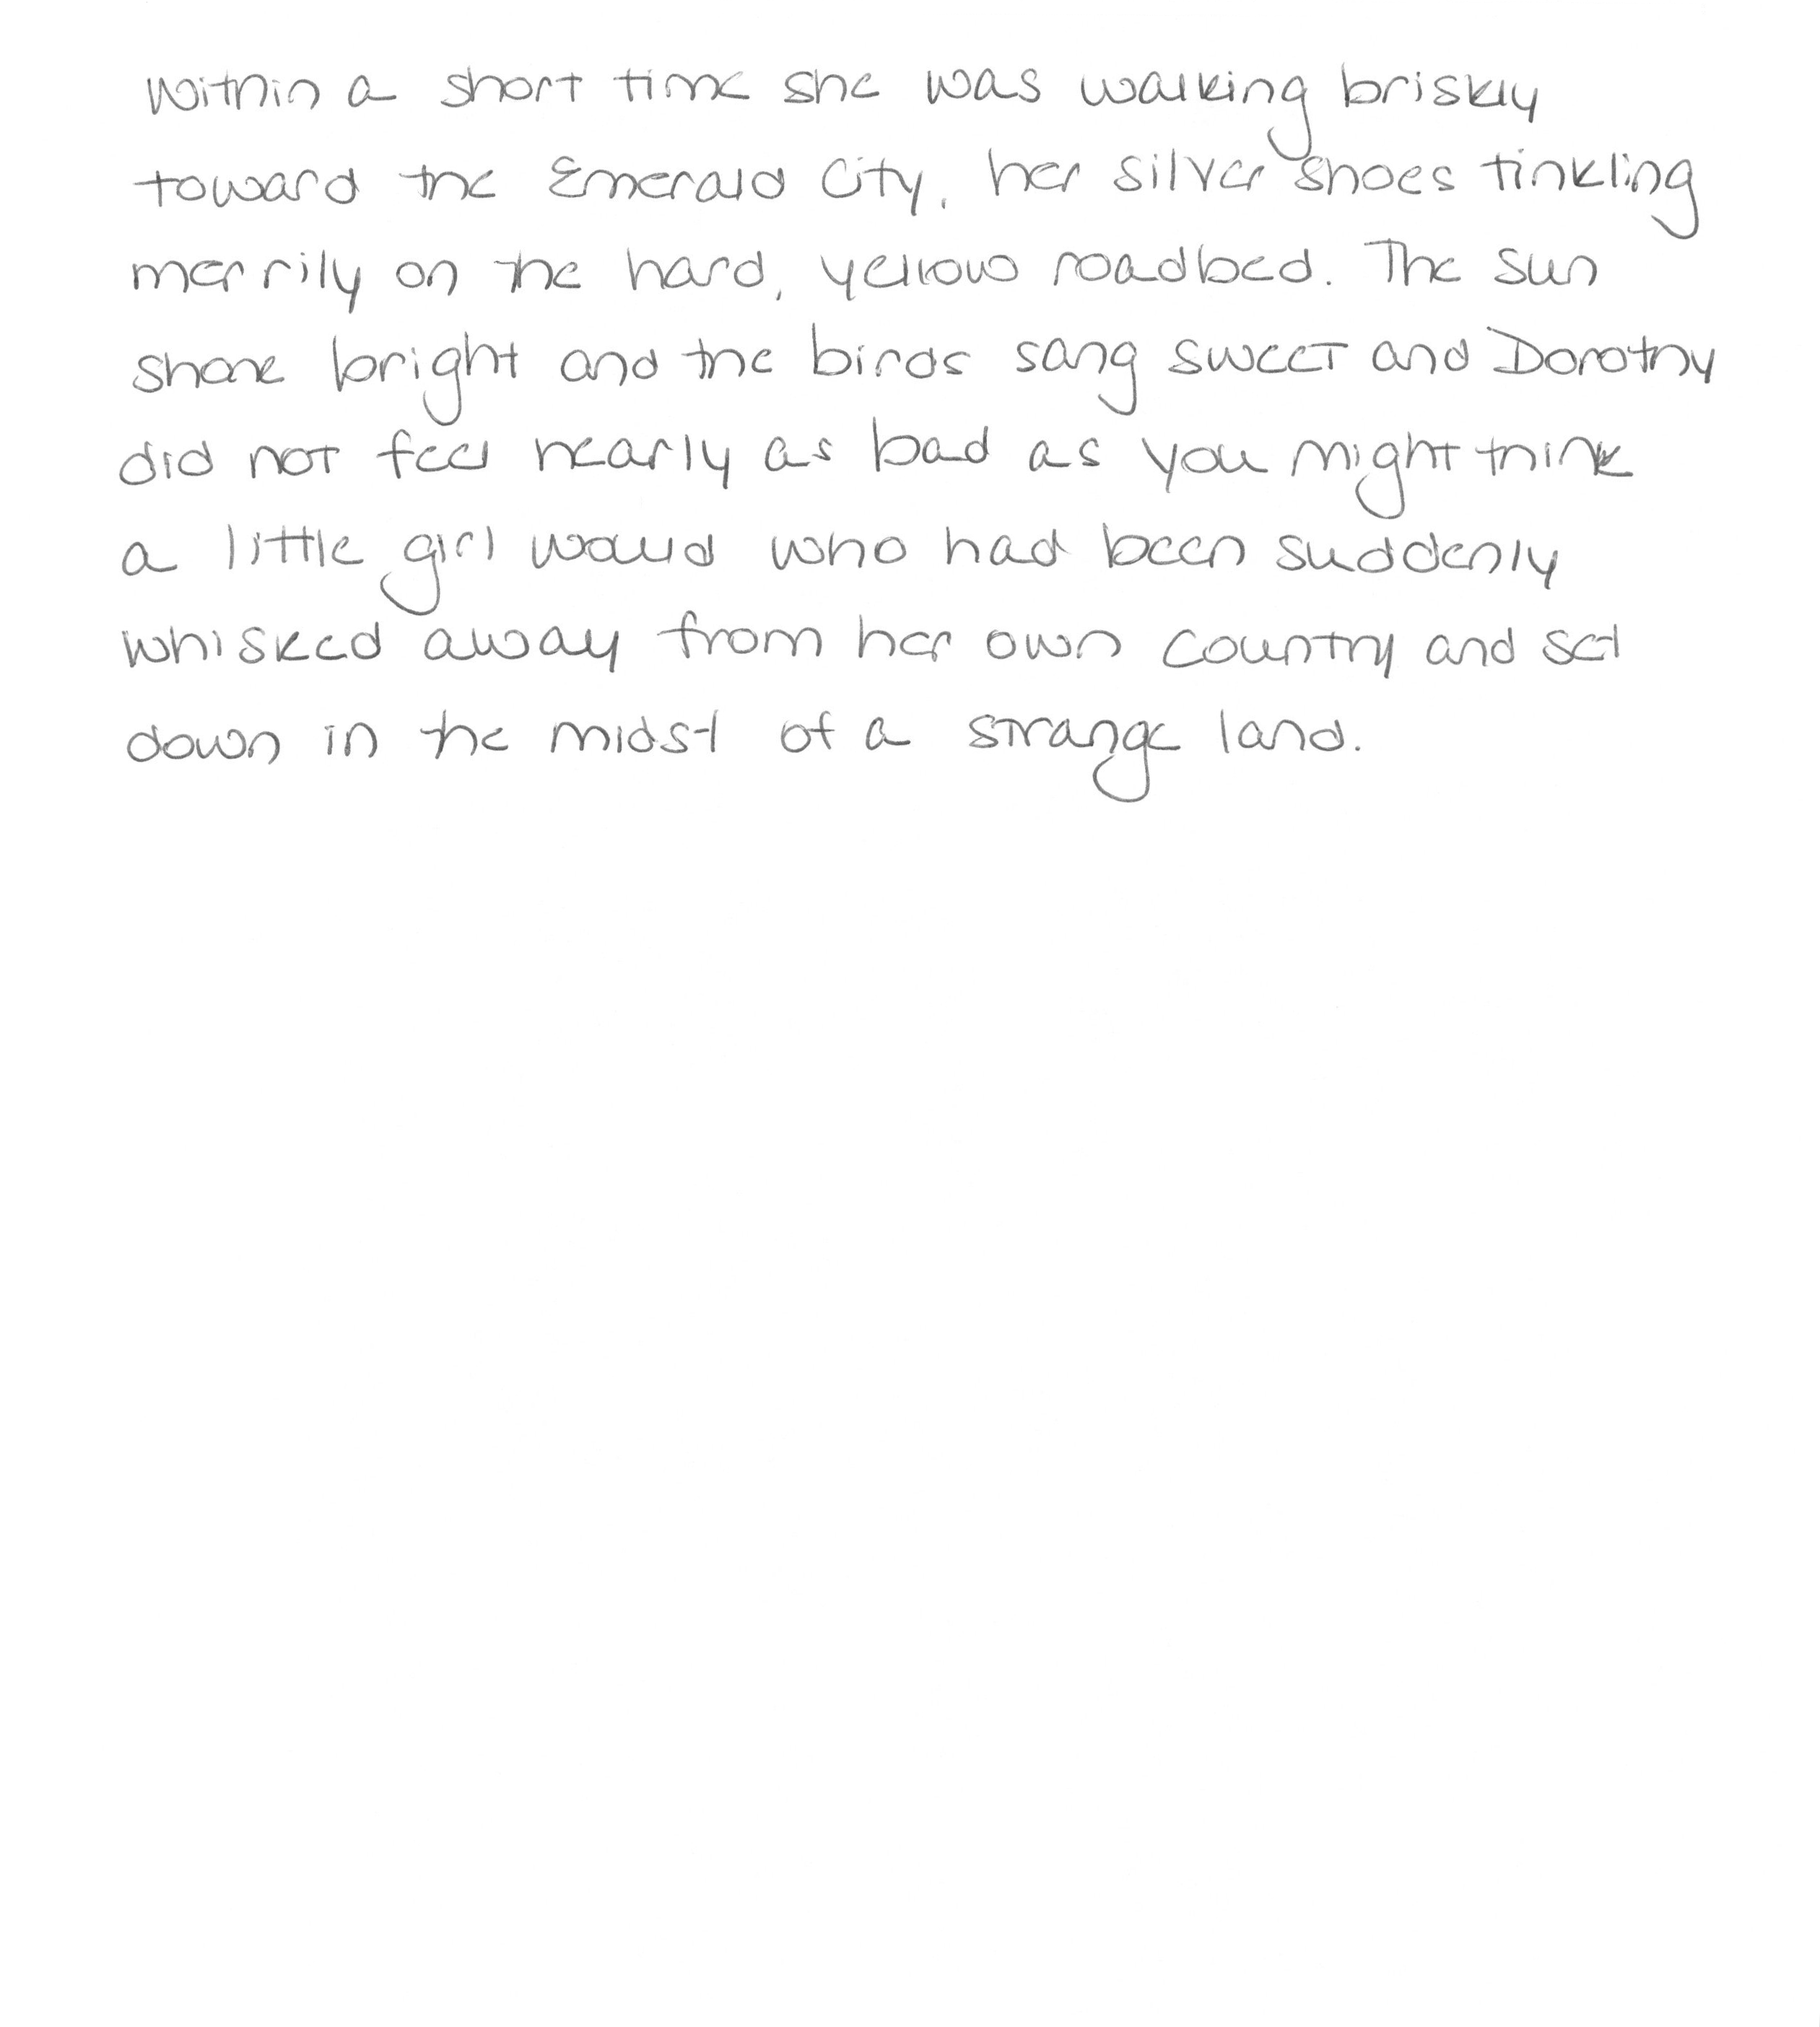 Within a short time she was walking briskly
toward the Emerald City, her silver shoes tinkling
merrily on the hard, yellow roadbed. The sun
shone bright and the birds sang sweet and Dorothy
did not feel nearly as bad as you might think
a little girl would who had been suddenly
whisked away from her own country and set
down in the midst of a strange land.